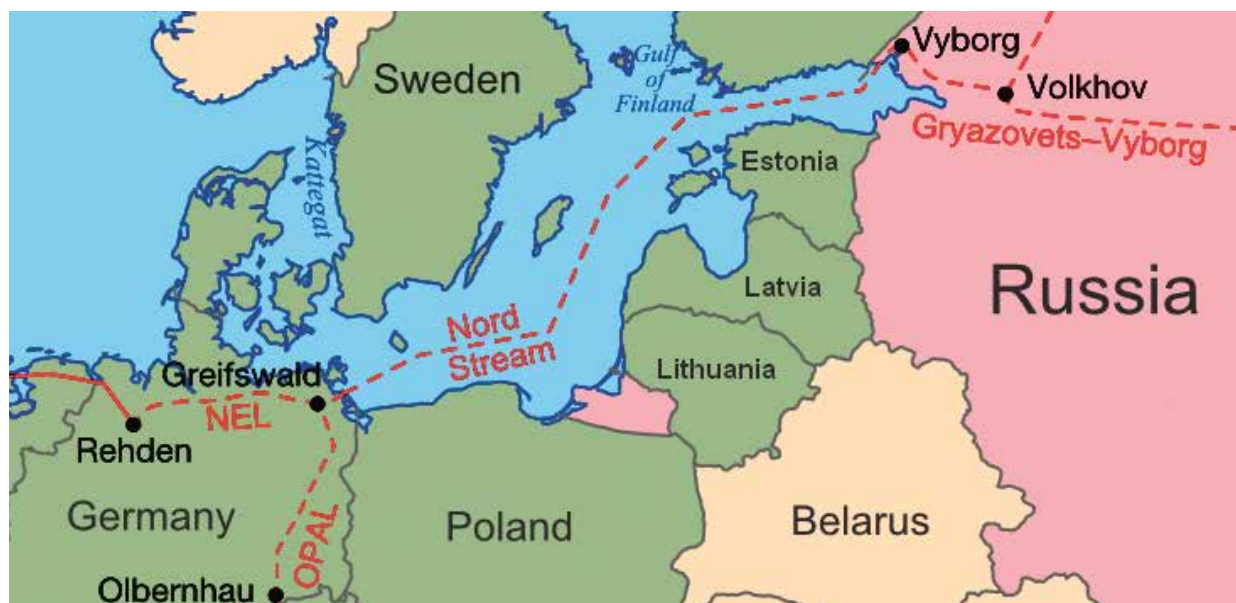 Vyborg
Gulf
of
Finland
Sweden
Volkhov
Gryazovets–Vyborg
Kattegat
Estonia
Russia
Latvia
Nord
Stream
Lithuania
Greifswald
NEL
Rehden
Germany
Poland
Belarus
OPAL
Olbernhau